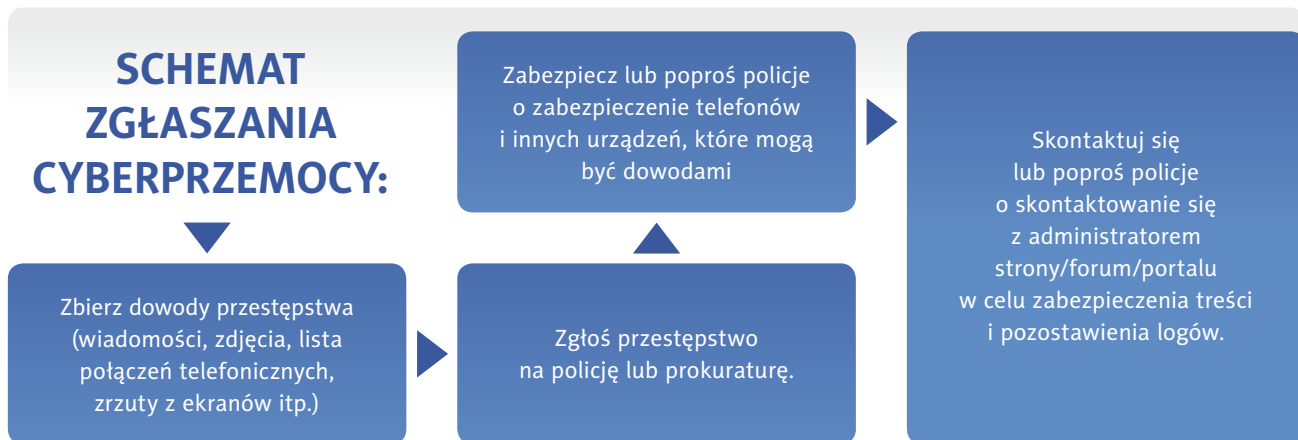 SCHEMAT
ZGŁASZANIA
CYBERPRZEMOCY:
Zbierz dowody przestępstwa
(wiadomości, zdjęcia, lista
połączeń telefonicznych,
zrzuty z ekranów itp.)
Zgłoś przestępstwo
na policję lub prokuraturę.
Zabezpiecz lub poproś policje
o zabezpieczenie telefonów
i innych urządzeń, które mogą
być dowodami
Skontaktuj się
lub poproś policje
o skontaktowanie się
z administratorem
strony/forum/portalu
w celu zabezpieczenia treści
i pozostawienia logów.